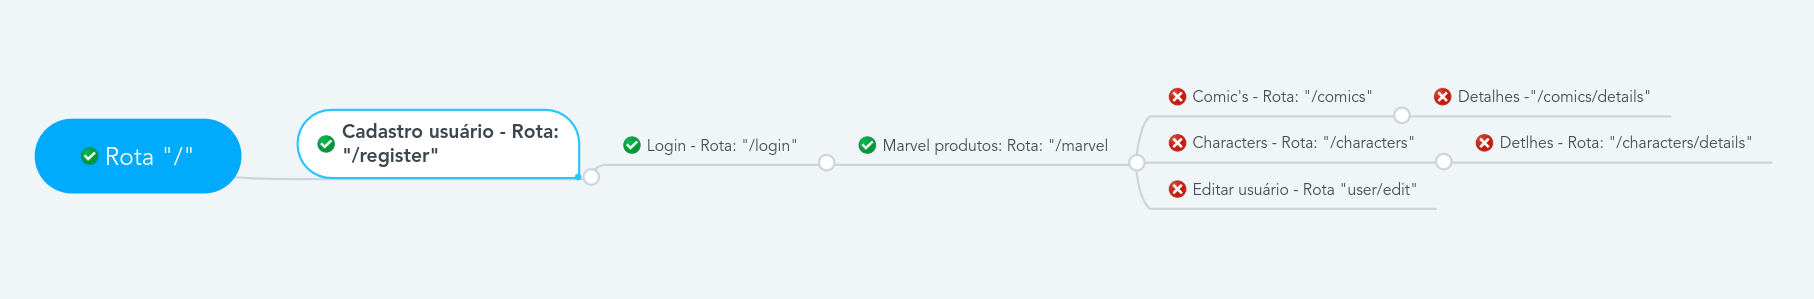 Rota "/"
Cadastro usuário - Rota:
"/register"
Login - Rota: "/login"
Marvel produtos: Rota: "/marvel
Comic's - Rota: "/comics"
Detalhes -"/comics/details"
Characters - Rota: "/characters"
Detlhes - Rota: "/characters/details"
Editar usuário - Rota "user/edit"